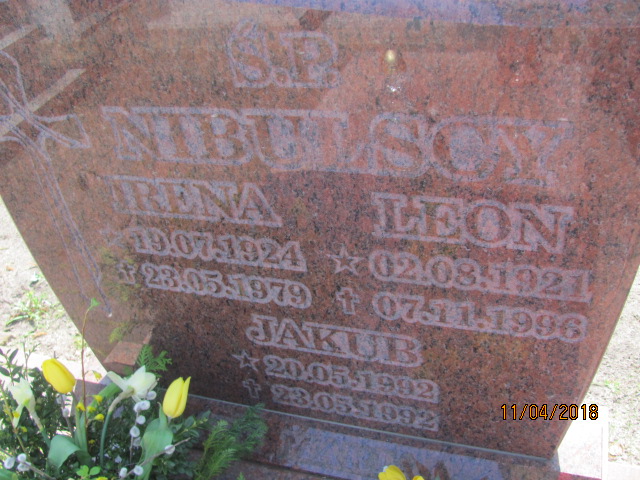 Ś.P.
NIBULSCY
IRENA
19.07.1924
23.05.1979
LEON
02.03.1921
07.11.1996
JAKUB
20.05.1992
23.05.1992
11/04/2018